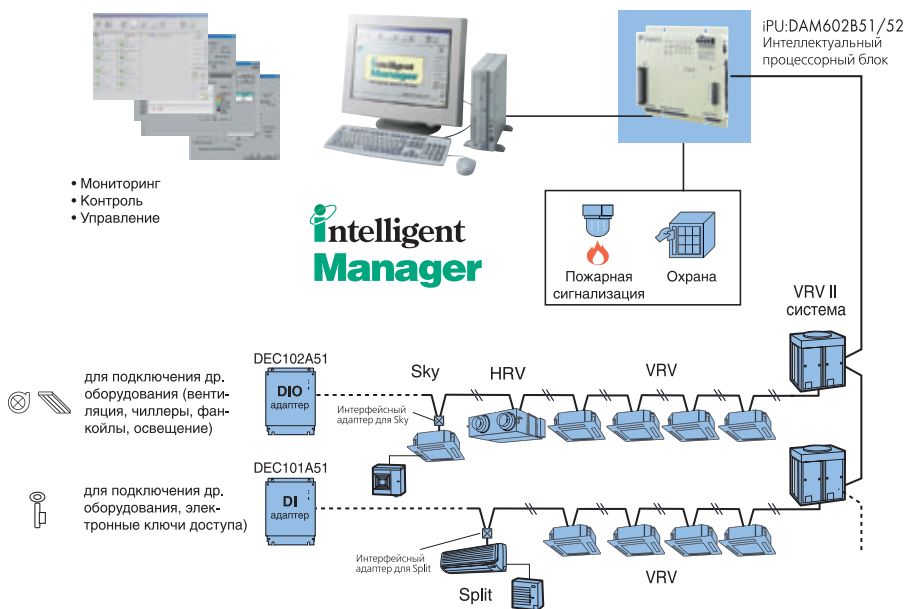 iPU:DAM602B51/52
Интеллектуальный
процессорный блок
intelligent
Manager
• Мониторинг
• Контроль
• Управление
intelligent
Manager
Пожарная
сигнализация
Охрана
VRV II
система
DEC102A51
DIO
адаптер
для подключения др.
оборудования (венти-
ляция, чиллеры, фан-
койлы, освещение)
Sky
HRV
VRV
Интерфейсный
адаптер для Sky
DEC101A51
DI
адаптер
для подключения др.
оборудования, элек-
тронные ключи доступа)
Интерфейсный
адаптер для Split
Split
VRV